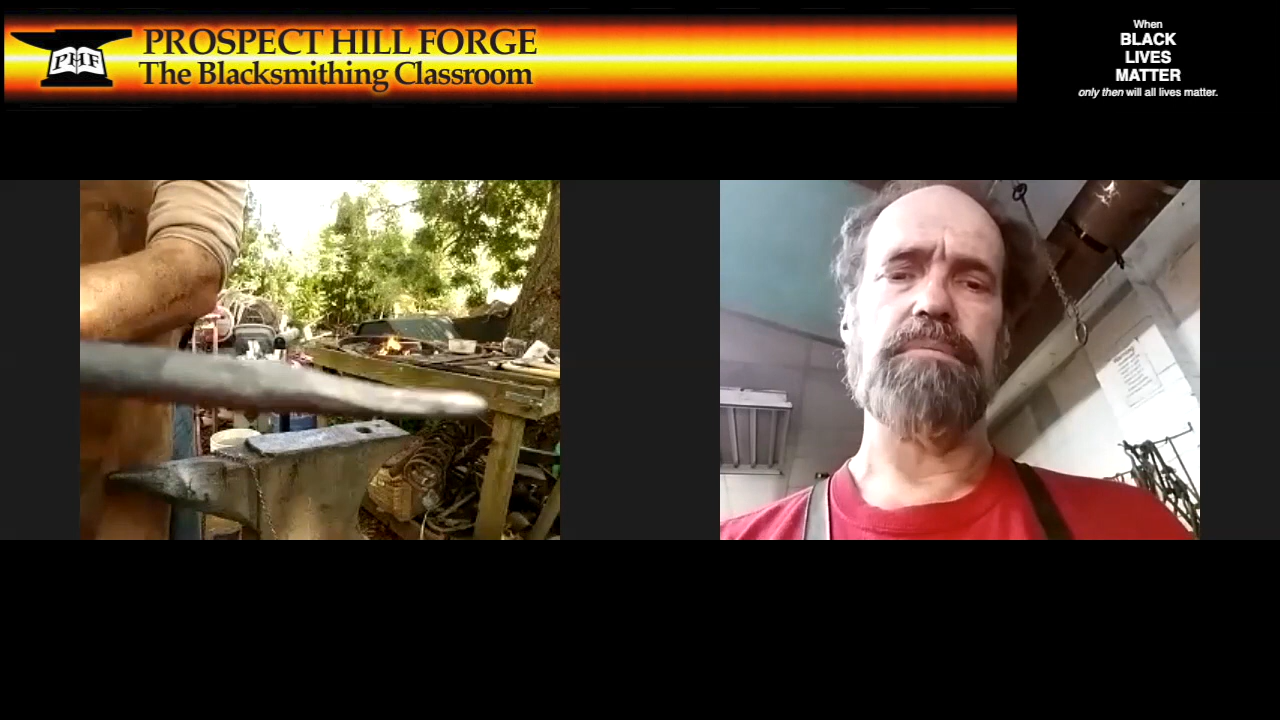 PHF
PROSPECT HILL FORGE
The Blacksmithing Classroom
When
BLACK
LIVES
MATTER
only then will all lives matter.